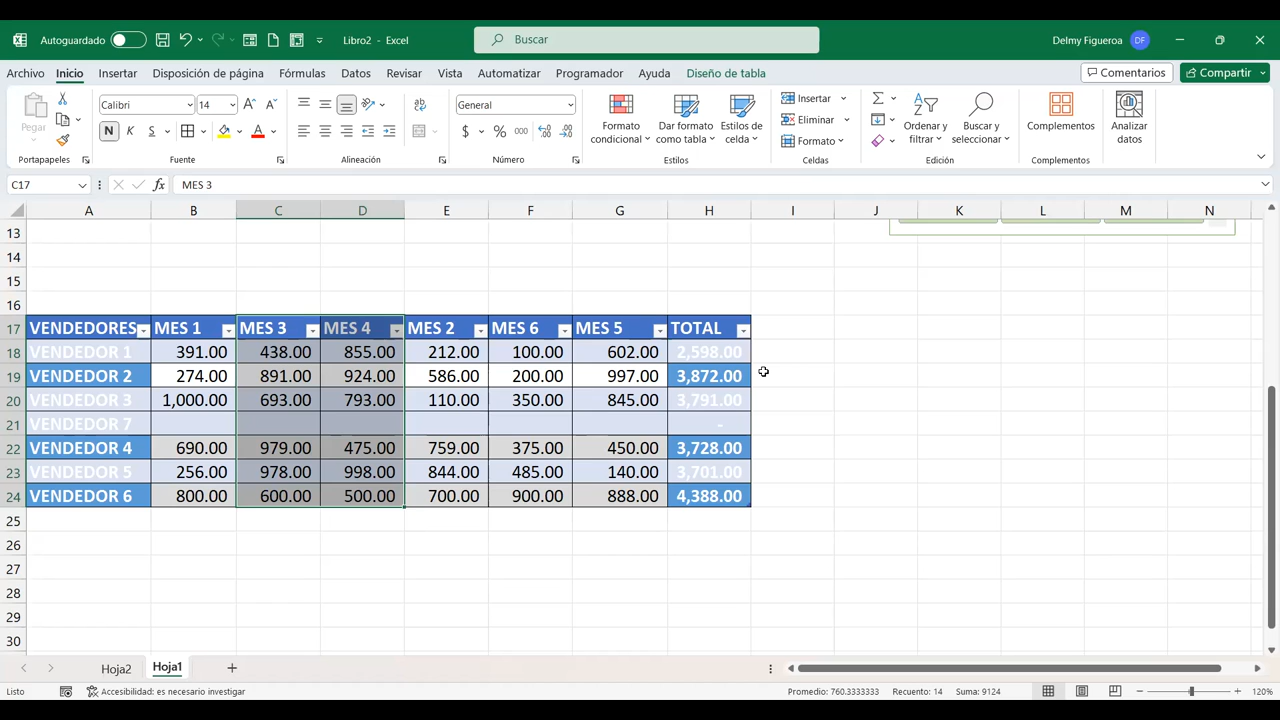 Autoguardado Libro2 - Excel Buscar Delmy Figueroa DF
Archivo Inicio Insertar Disposición de página Fórmulas Datos Revisar Vista Automatizar Programador Ayuda Diseño de tabla Comentarios Compartir
Pegar Calibri 14 General Formato condicional Dar formato como tabla Estilos de celda Insertar Eliminar Formato Ordenar y filtrar Buscar y seleccionar Complementos Analizar datos
N K S $ % 000
Portapapeles Fuente Alineación Número Estilos Celdas Edición Complementos
C17 fx MES 3
A B C D E F G H I J K L M N
13
14
15
16
17 VENDEDORES MES 1 MES 3 MES 4 MES 2 MES 6 MES 5 TOTAL
18 VENDEDOR 1 391.00 438.00 855.00 212.00 100.00 602.00 2,598.00
19 VENDEDOR 2 274.00 891.00 924.00 586.00 200.00 997.00 3,872.00
20 VENDEDOR 3 1,000.00 693.00 793.00 110.00 350.00 845.00 3,791.00
21 VENDEDOR 7 -
22 VENDEDOR 4 690.00 979.00 475.00 759.00 375.00 450.00 3,728.00
23 VENDEDOR 5 256.00 978.00 998.00 844.00 485.00 140.00 3,701.00
24 VENDEDOR 6 800.00 600.00 500.00 700.00 900.00 888.00 4,388.00
25
26
27
28
29
30
Hoja2 Hoja1
Listo Accesibilidad: es necesario investigar Promedio: 760.3333333 Recuento: 14 Suma: 9124 120%